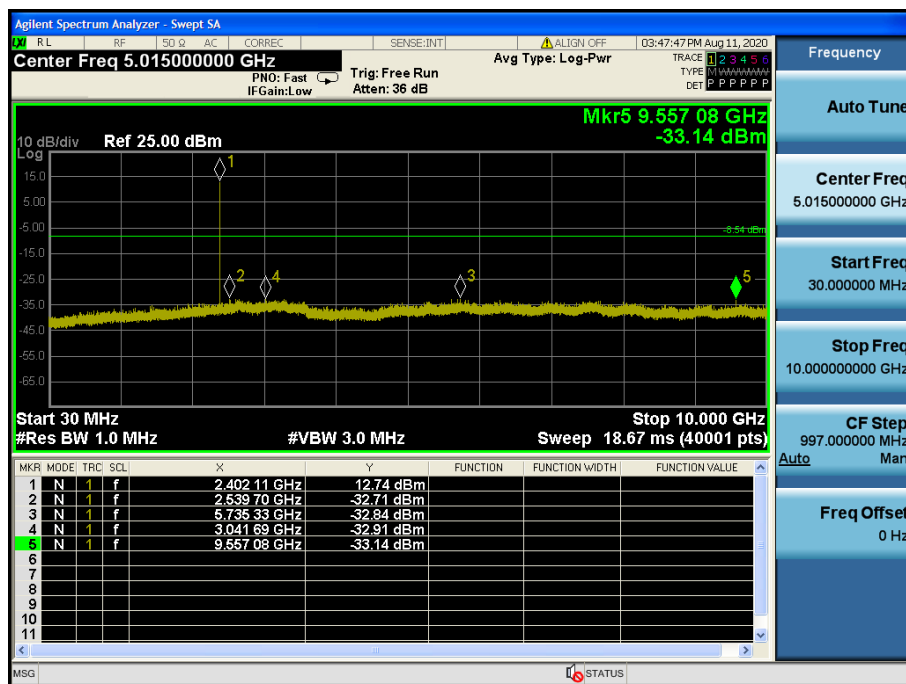 Agilent Spectrum Analyzer - Swept SA
LXI RL RF 50 Ω AC CORREC SENSE:INT ALIGN OFF 03:47:47 PM Aug 11, 2020
Center Freq 5.015000000 GHz
PNO: Fast
IFGain:Low
Trig: Free Run
Atten: 36 dB
Avg Type: Log-Pwr
TRACE 1 2 3 4 5 6
TYPE MWWWWW
DET P P P P P P
Mkr5 9.557 08 GHz
-33.14 dBm
10 dB/div
Log
Ref 25.00 dBm
15.0
5.00
-5.00
-15.0
-25.0
-35.0
-45.0
-55.0
-65.0
1
2
4
3
5
-8.54 dBm
Start 30 MHz
Stop 10.000 GHz
#Res BW 1.0 MHz
#VBW 3.0 MHz
Sweep 18.67 ms (40001 pts)
MKR MODE TRC SCL X Y FUNCTION FUNCTION WIDTH FUNCTION VALUE
1 N 1 f 2.402 11 GHz 12.74 dBm
2 N 1 f 2.539 70 GHz -32.71 dBm
3 N 1 f 5.735 33 GHz -32.84 dBm
4 N 1 f 3.041 69 GHz -32.91 dBm
5 N 1 f 9.557 08 GHz -33.14 dBm
6
7
8
9
10
11
MSG
STATUS
Frequency
Auto Tune
Center Freq
5.015000000 GHz
Start Freq
30.000000 MHz
Stop Freq
10.000000000 GHz
CF Step
997.000000 MHz
Auto Man
Freq Offset
0 Hz